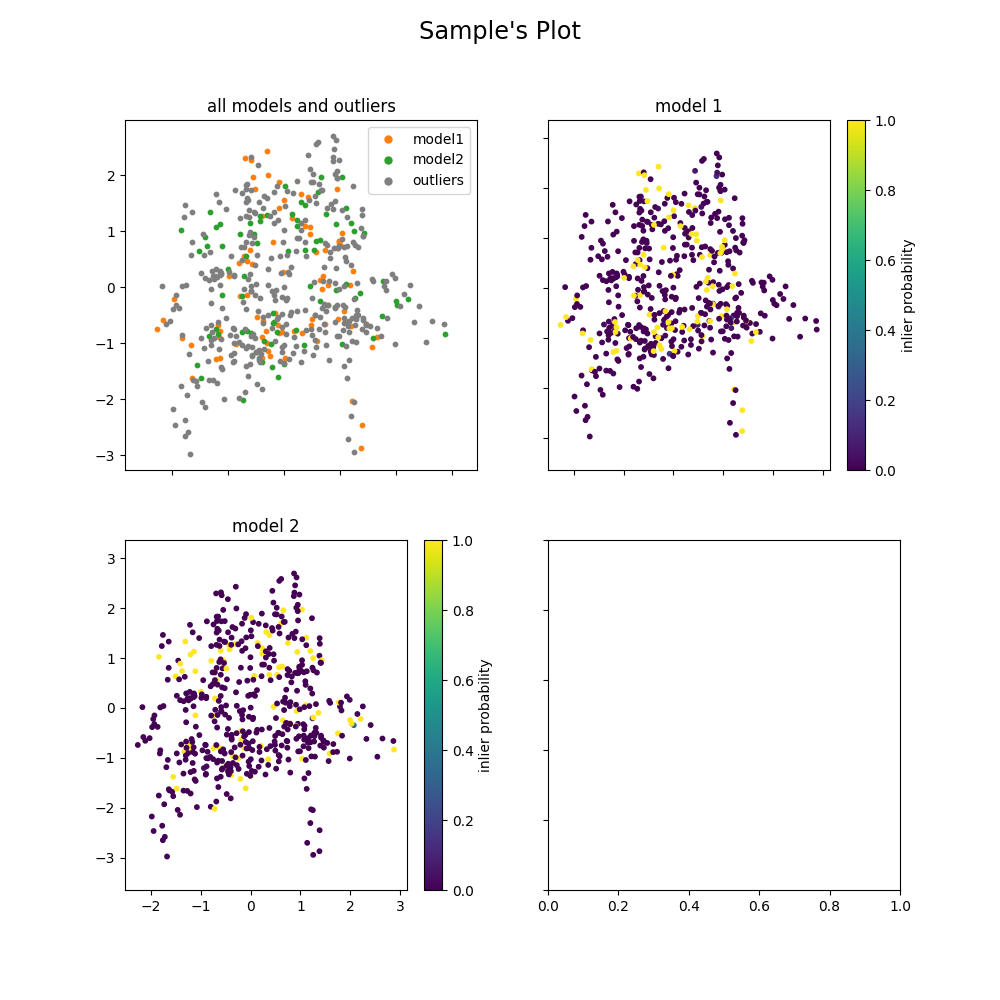 Sample's Plot
all models and outliers
model1
model2
outliers
2
1
0
−1
−2
−3
model 1
1.0
0.8
0.6
0.4
0.2
0.0
inlier probability
model 2
3
2
1
0
−1
−2
−3
−2 −1 0 1 2 3
1.0
0.8
0.6
0.4
0.2
0.0
inlier probability
0.0 0.2 0.4 0.6 0.8 1.0